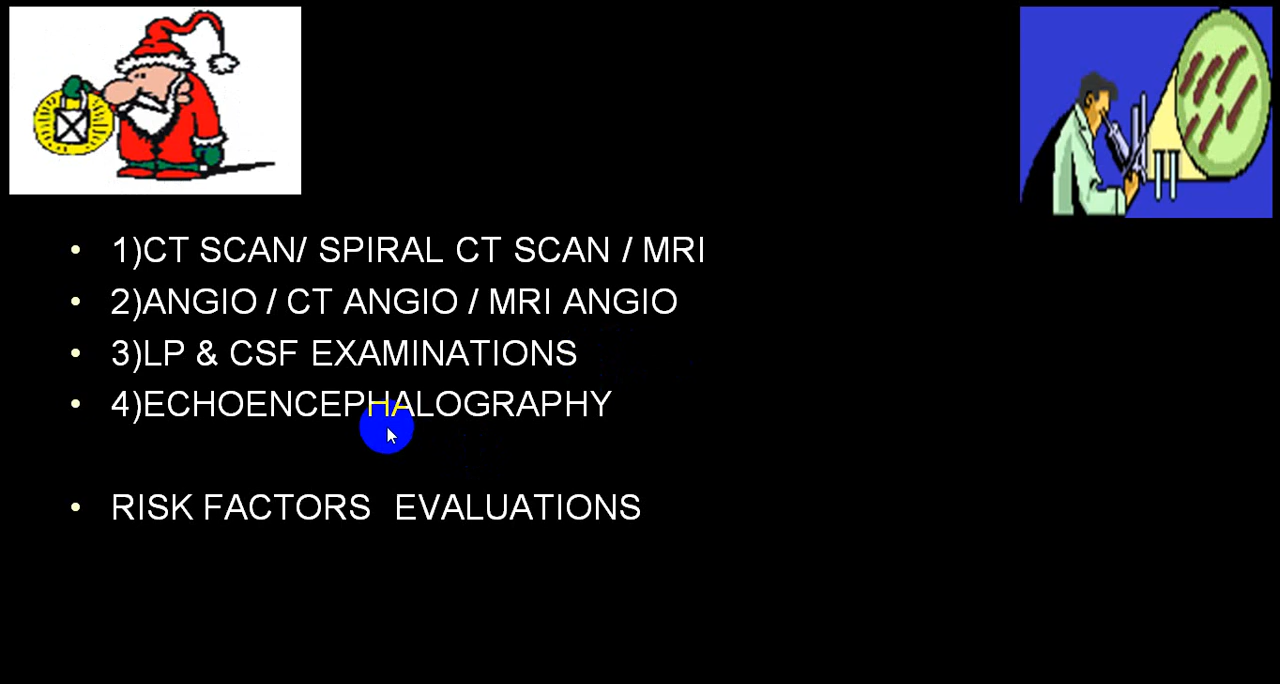 • 1)CT SCAN/ SPIRAL CT SCAN / MRI
• 2)ANGIO / CT ANGIO / MRI ANGIO
• 3)LP & CSF EXAMINATIONS
• 4)ECHOENCEPHALOGRAPHY
• RISK FACTORS EVALUATIONS